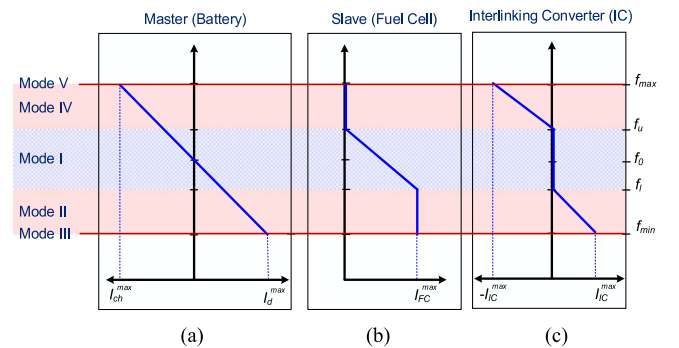 Master (Battery)
Slave (Fuel Cell)
Interlinking Converter (IC)
Mode V
Mode IV
Mode I
Mode II
Mode III
f_max
f_u
f_0
f_l
f_min
I_ch^max
I_d^max
I_FC^max
-I_IC^max
I_IC^max
(a)
(b)
(c)